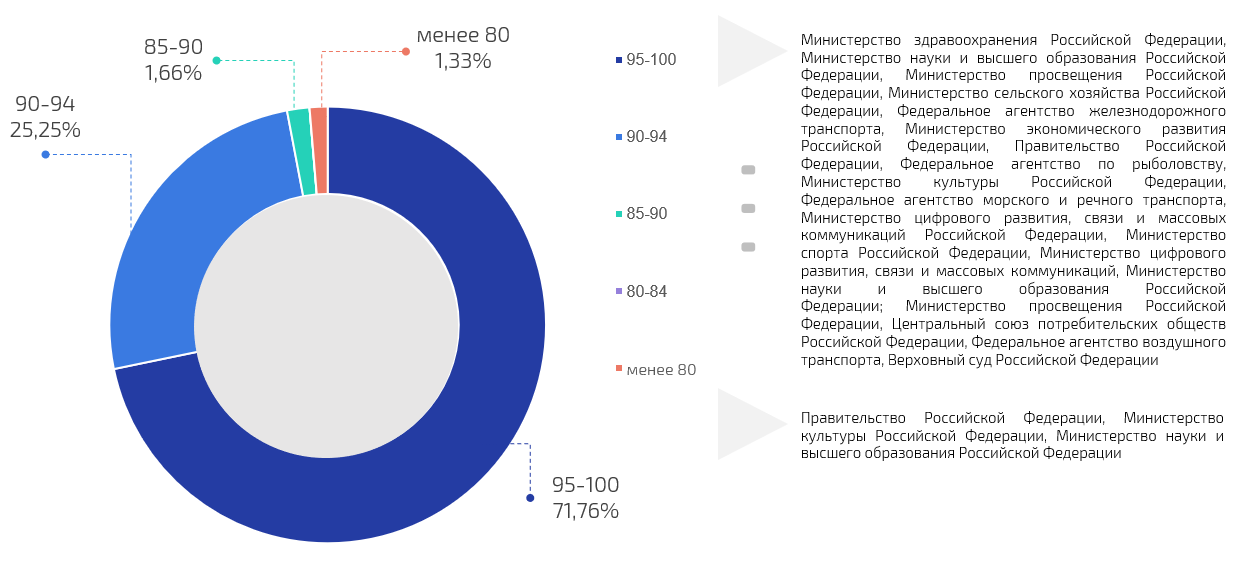 менее 80
1,33%
85-90
1,66%
90-94
25,25%
95-100
71,76%
95-100
90-94
85-90
80-84
менее 80
Министерство здравоохранения Российской Федерации,
Министерство науки и высшего образования Российской
Федерации, Министерство просвещения Российской
Федерации, Министерство сельского хозяйства Российской
Федерации, Федеральное агентство железнодорожного
транспорта, Министерство экономического развития
Российской Федерации, Правительство Российской
Федерации, Федеральное агентство по рыболовству,
Министерство культуры Российской Федерации,
Федеральное агентство морского и речного транспорта,
Министерство цифрового развития, связи и массовых
коммуникаций Российской Федерации, Министерство
спорта Российской Федерации, Министерство цифрового
развития, связи и массовых коммуникаций, Министерство
науки и высшего образования Российской
Федерации; Министерство просвещения Российской
Федерации, Центральный союз потребительских обществ
Российской Федерации, Федеральное агентство воздушного
транспорта, Верховный суд Российской Федерации
Правительство Российской Федерации, Министерство
культуры Российской Федерации, Министерство науки и
высшего образования Российской Федерации